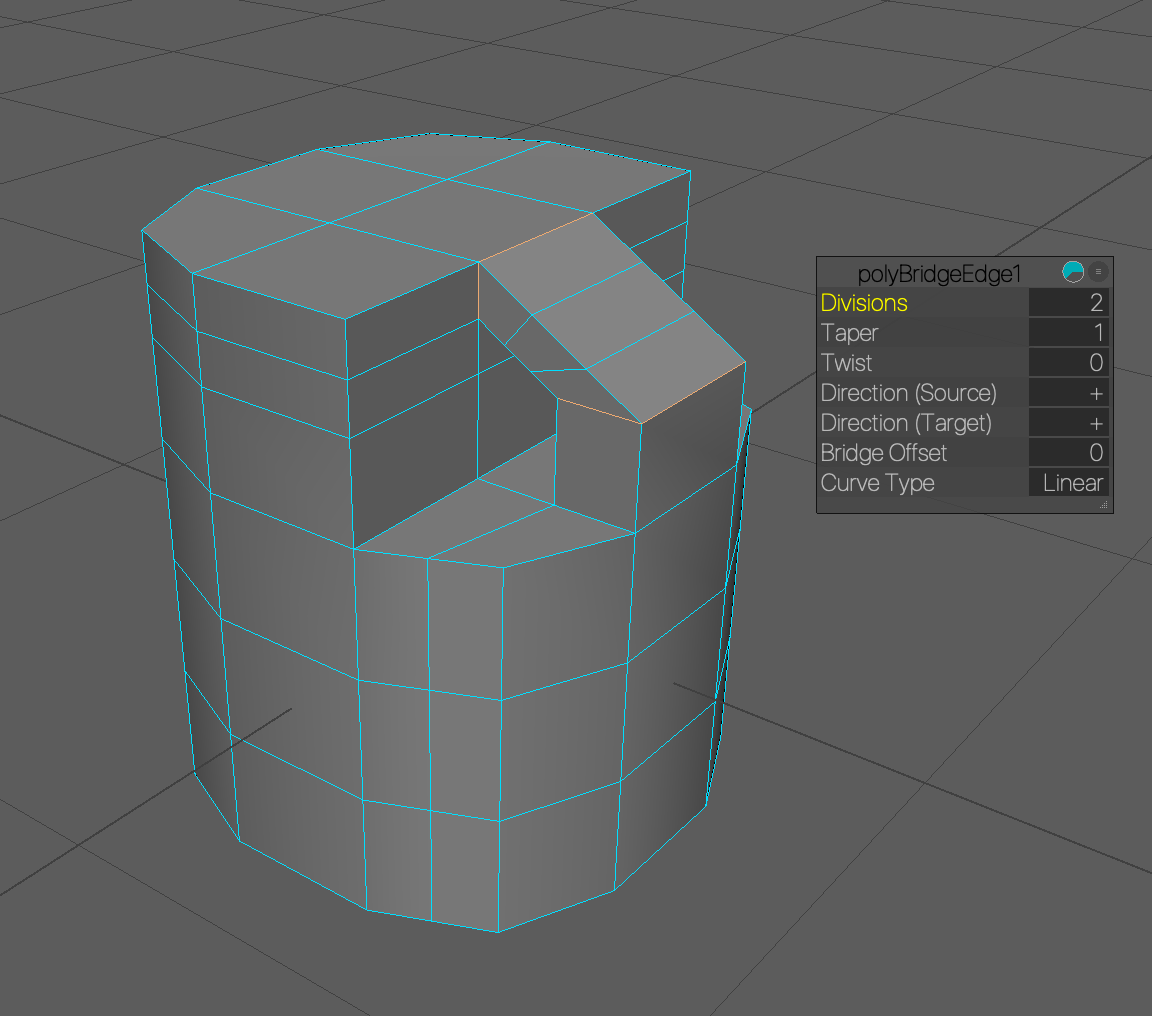 polyBridgeEdge1
Divisions 2
Taper 1
Twist 0
Direction (Source) +
Direction (Target) +
Bridge Offset 0
Curve Type Linear